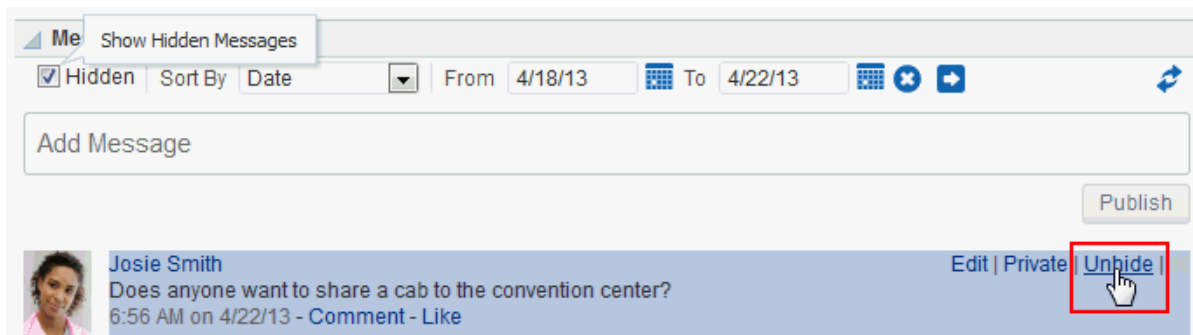 Me
Show Hidden Messages
Hidden Sort By Date From 4/18/13 To 4/22/13
Add Message
Publish
Josie Smith Edit | Private | Unhide |
Does anyone want to share a cab to the convention center?
6:56 AM on 4/22/13 - Comment - Like